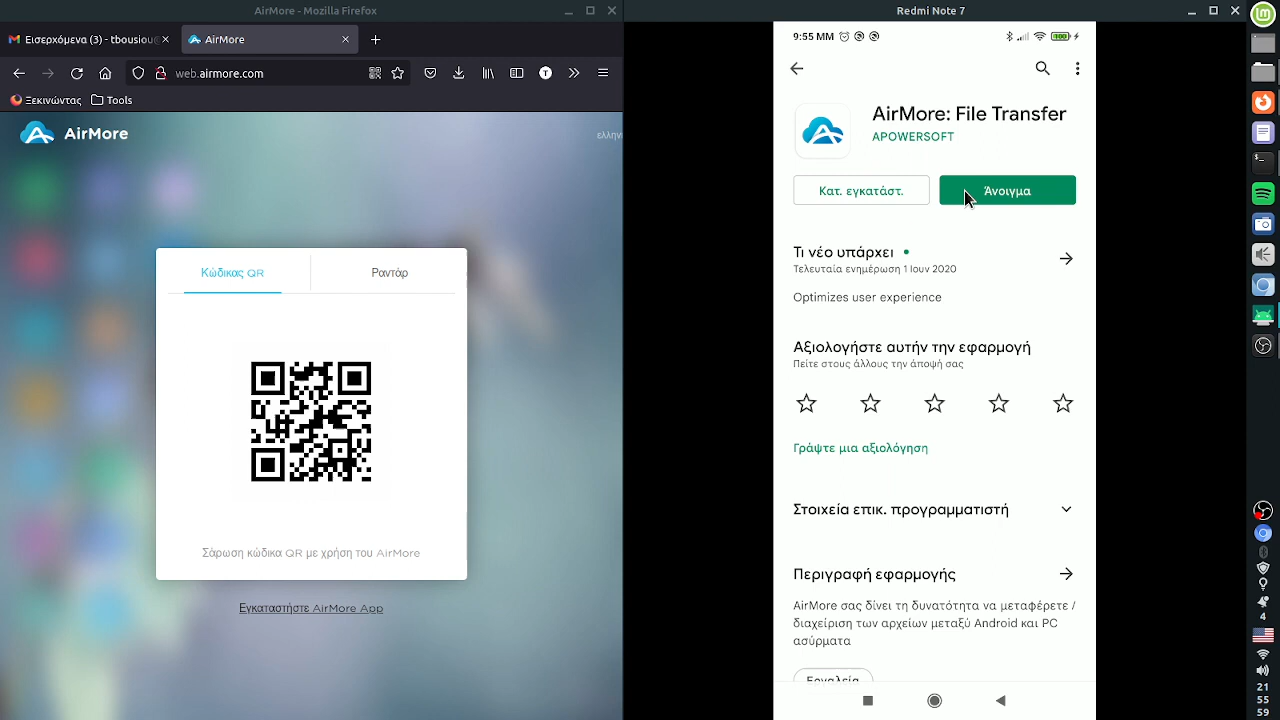 AirMore - Mozilla Firefox
Εισερχόμενα (3) - tbousiou@
AirMore
web.airmore.com
Ξεκινώντας
Tools
AirMore
ελλην
Κώδικας QR
Ραντάρ
Σάρωση κώδικα QR με χρήση του AirMore
Εγκαταστήστε AirMore App
Redmi Note 7
9:55 ΜΜ
100
AirMore: File Transfer
APOWERSOFT
Κατ. εγκατάστ.
Άνοιγμα
Τι νέο υπάρχει
Τελευταία ενημέρωση 1 Ιουν 2020
Optimizes user experience
Αξιολογήστε αυτήν την εφαρμογή
Πείτε στους άλλους την άποψή σας
Γράψτε μια αξιολόγηση
Στοιχεία επικ. προγραμματιστή
Περιγραφή εφαρμογής
AirMore σας δίνει τη δυνατότητα να μεταφέρετε /
διαχείριση των αρχείων μεταξύ Android και PC
ασύρματα
Εργαλεία
4
21
55
59